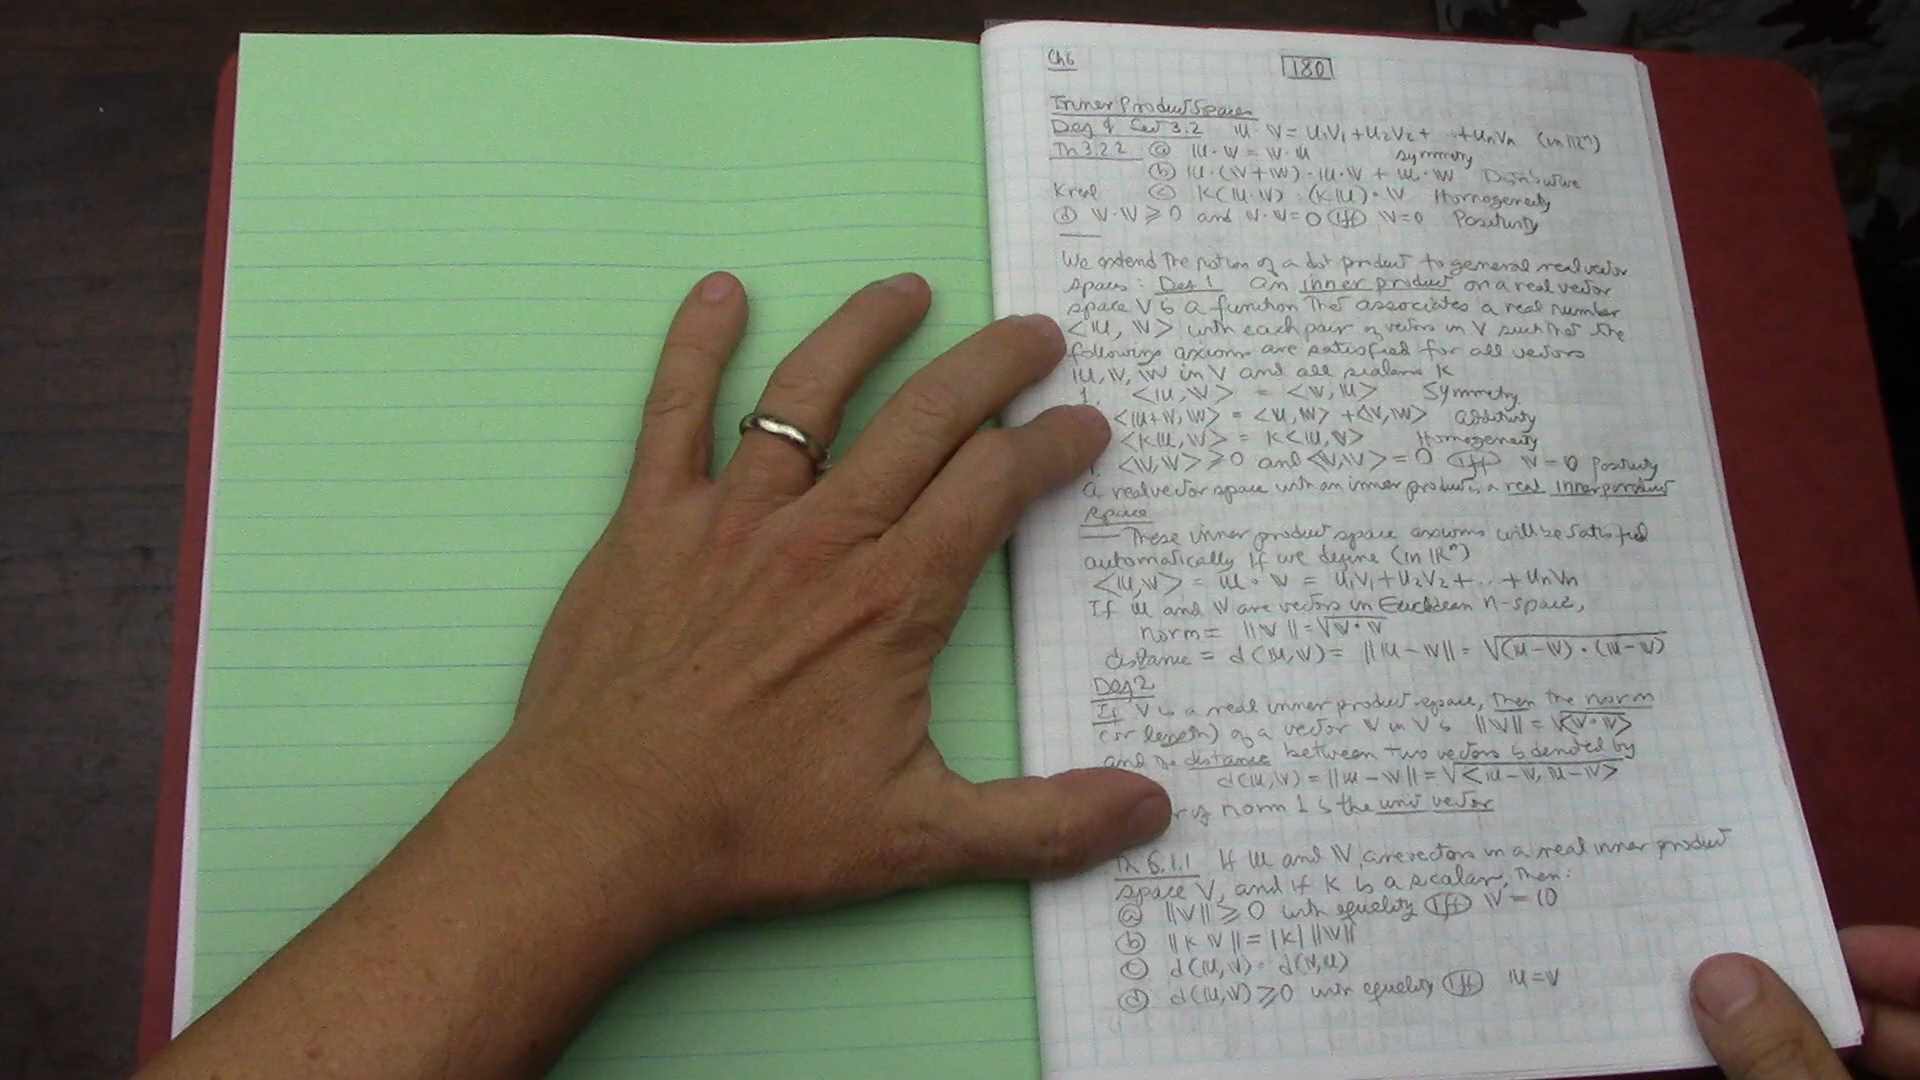 Ch 6
180
Inner Product Spaces
Def of Sec 3.2 u · v = u₁v₁ + u₂v₂ + ... + uₙvₙ (in ℝⁿ)
Th 3.2.2 ⓐ u · v = v · u symmetry
ⓑ u · (v + w) = u · v + u · w Distributive
K real ⓒ K(u · v) = (Ku) · v Homogeneity
ⓓ v · v ≥ 0 and v · v = 0 iff v = 0 Positivity
We extend the notion of a dot product to general real vector
spaces: Def 1 an inner product on a real vector
space V is a function that associates a real number
<u, v> with each pair of vectors in V such that the
following axioms are satisfied for all vectors
u, v, w in V and all scalars K
1. <u, v> = <v, u> Symmetry
<u+v, w> = <u, w> + <v, w> additivity
<Ku, v> = K<u, v> Homogeneity
<v, v> ≥ 0 and <v, v> = 0 iff v = 0 Positivity
a real vector space with an inner product is a real inner product
space
These inner product space axioms will be satisfied
automatically if we define (in ℝⁿ)
<u, v> = u · v = u₁v₁ + u₂v₂ + ... + uₙvₙ
If u and v are vectors in Euclidean n-space,
norm = ||v|| = √v · v
distance = d(u, v) = ||u - v|| = √(u - v) · (u - v)
Def 2
If V is a real inner product space, then the norm
(or length) of a vector v in V is ||v|| = √<v · v>
and the distance between two vectors is denoted by
d(u, v) = ||u - v|| = √<u - v, u - v>
r of norm 1 is the unit vector
Th 6.1.1 If u and v are vectors in a real inner product
space V, and if K is a scalar, then:
ⓐ ||v|| ≥ 0 with equality iff v = 0
ⓑ ||Kv|| = |K| ||v||
ⓒ d(u, v) = d(v, u)
ⓓ d(u, v) ≥ 0 with equality iff u = v